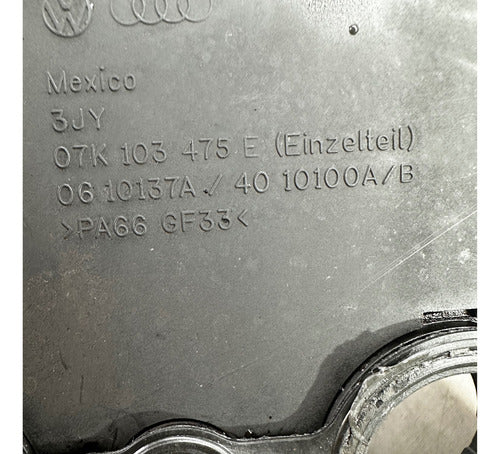 Mexico
3JY
07K 103 475 E (Einzelteil)
06 10137A / 40 10100A/B
>PA66 GF33<